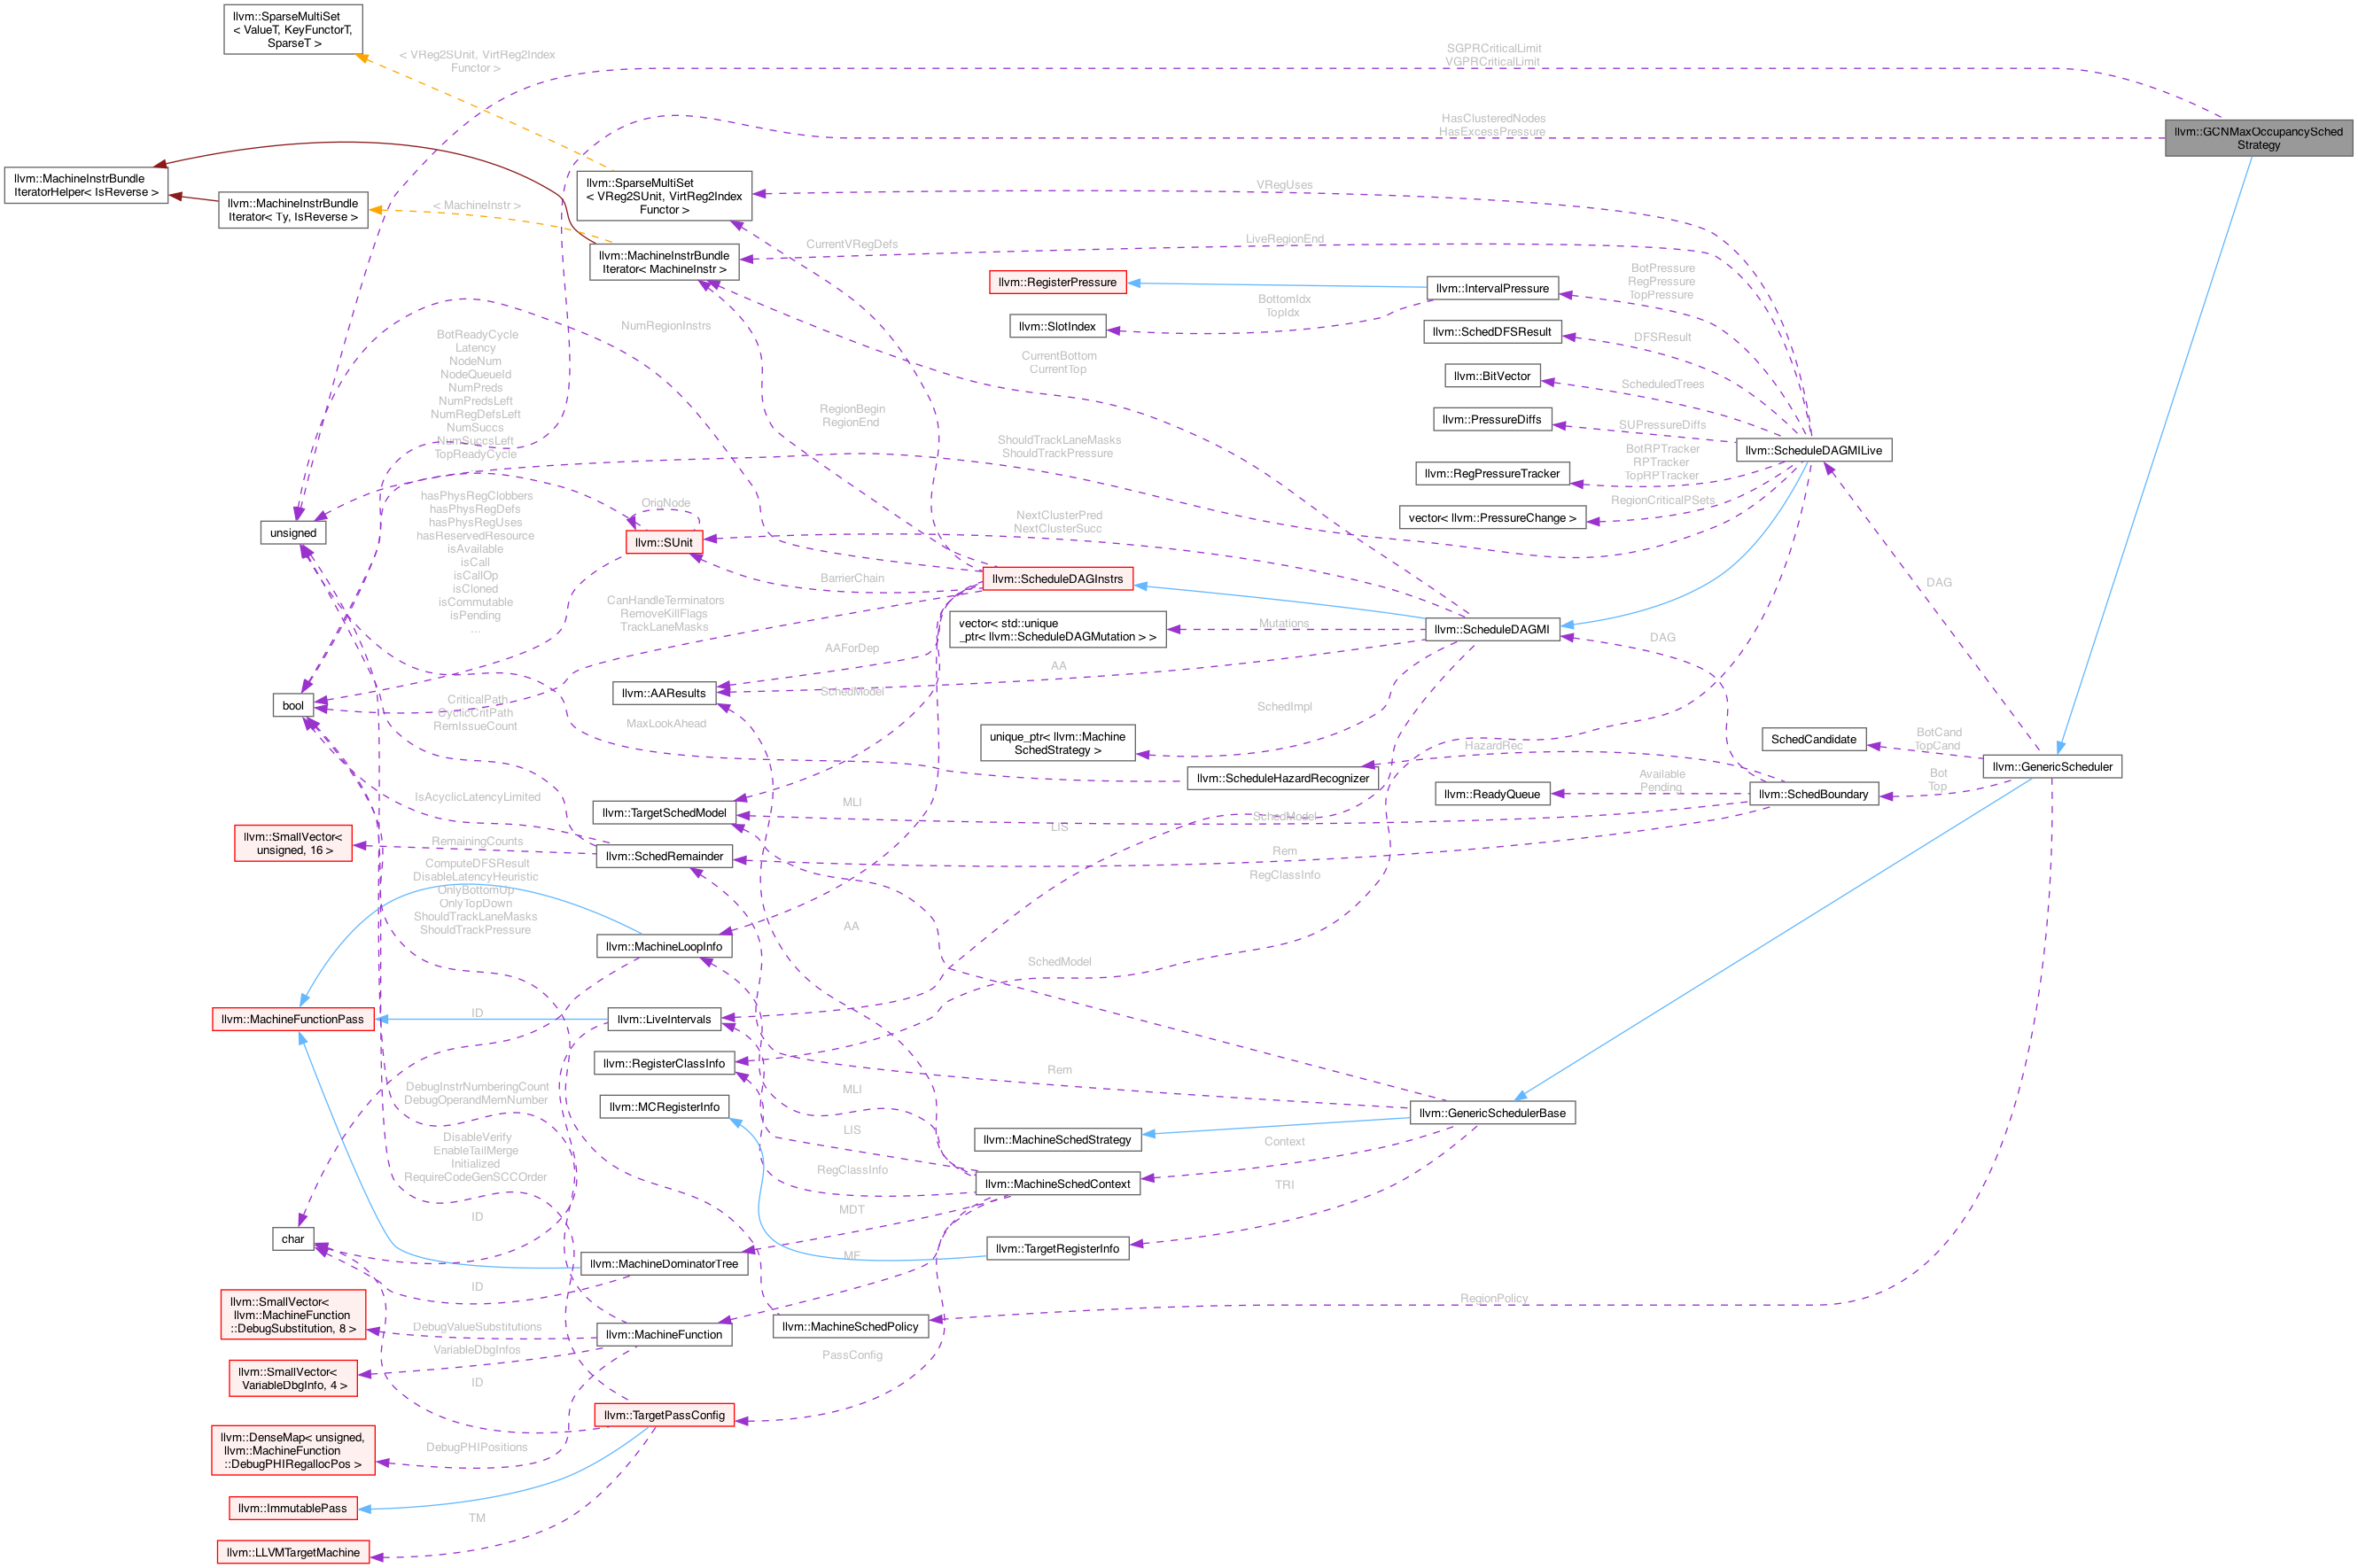 llvm::SparseMultiSet
< ValueT, KeyFunctorT,
SparseT >
< VReg2SUnit, VirtReg2Index
Functor >
SGPRCriticalLimit
VGPRCriticalLimit
HasClusteredNodes
HasExcessPressure
llvm::GCNMaxOccupancySched
Strategy
llvm::MachineInstrBundle
IteratorHelper< IsReverse >
llvm::MachineInstrBundle
Iterator< Ty, IsReverse >
< MachineInstr >
llvm::SparseMultiSet
< VReg2SUnit, VirtReg2Index
Functor >
VRegUses
llvm::MachineInstrBundle
Iterator< MachineInstr >
CurrentVRegDefs
LiveRegionEnd
llvm::RegisterPressure
BottomIdx
TopIdx
llvm::SlotIndex
llvm::IntervalPressure
BotPressure
RegPressure
TopPressure
llvm::SchedDFSResult
DFSResult
llvm::BitVector
ScheduledTrees
llvm::PressureDiffs
SUPressureDiffs
llvm::ScheduleDAGMILive
llvm::RegPressureTracker
BotRPTracker
RPTracker
TopRPTracker
vector< llvm::PressureChange >
RegionCriticalPSets
NumRegionInstrs
CurrentBottom
CurrentTop
RegionBegin
RegionEnd
ShouldTrackLaneMasks
ShouldTrackPressure
BotReadyCycle
Latency
NodeNum
NodeQueueId
NumPreds
NumPredsLeft
NumRegDefsLeft
NumSuccs
NumSuccsLeft
TopReadyCycle
...
hasPhysRegClobbers
hasPhysRegDefs
hasPhysRegUses
hasReservedResource
isAvailable
isCall
isCallOp
isCloned
isCommutable
isPending
...
unsigned
OrigNode
llvm::SUnit
NextClusterPred
NextClusterSucc
BarrierChain
llvm::ScheduleDAGInstrs
CanHandleTerminators
RemoveKillFlags
TrackLaneMasks
vector< std::unique
_ptr< llvm::ScheduleDAGMutation > >
Mutations
llvm::ScheduleDAGMI
DAG
DAG
AAForDep
AA
llvm::AAResults
SchedModel
bool
CriticalPath
CyclicCritPath
RemIssueCount
MaxLookAhead
unique_ptr< llvm::Machine
SchedStrategy >
SchedImpl
llvm::ScheduleHazardRecognizer
HazardRec
SchedCandidate
BotCand
TopCand
llvm::GenericScheduler
llvm::ReadyQueue
Available
Pending
llvm::SchedBoundary
Bot
Top
IsAcyclicLatencyLimited
llvm::TargetSchedModel
MLI
LIS
SchedModel
llvm::SmallVector<
unsigned, 16 >
RemainingCounts
llvm::SchedRemainder
Rem
RegClassInfo
ComputeDFSResult
DisableLatencyHeuristic
OnlyBottomUp
OnlyTopDown
ShouldTrackLaneMasks
ShouldTrackPressure
llvm::MachineLoopInfo
AA
SchedModel
llvm::MachineFunctionPass
ID
llvm::LiveIntervals
llvm::RegisterClassInfo
Rem
DebugInstrNumberingCount
DebugOperandMemNumber
MLI
llvm::MCRegisterInfo
llvm::GenericSchedulerBase
LIS
llvm::MachineSchedStrategy
Context
DisableVerify
EnableTailMerge
Initialized
RequireCodeGenSCCOrder
RegClassInfo
llvm::MachineSchedContext
TRI
MDT
ID
char
MF
llvm::TargetRegisterInfo
llvm::MachineDominatorTree
ID
llvm::SmallVector<
llvm::MachineFunction
::DebugSubstitution, 8 >
DebugValueSubstitutions
llvm::MachineFunction
llvm::MachineSchedPolicy
RegionPolicy
VariableDbgInfos
PassConfig
llvm::SmallVector<
VariableDbgInfo, 4 >
ID
llvm::TargetPassConfig
llvm::DenseMap< unsigned,
llvm::MachineFunction
::DebugPHIRegallocPos >
DebugPHIPositions
llvm::ImmutablePass
TM
llvm::LLVMTargetMachine